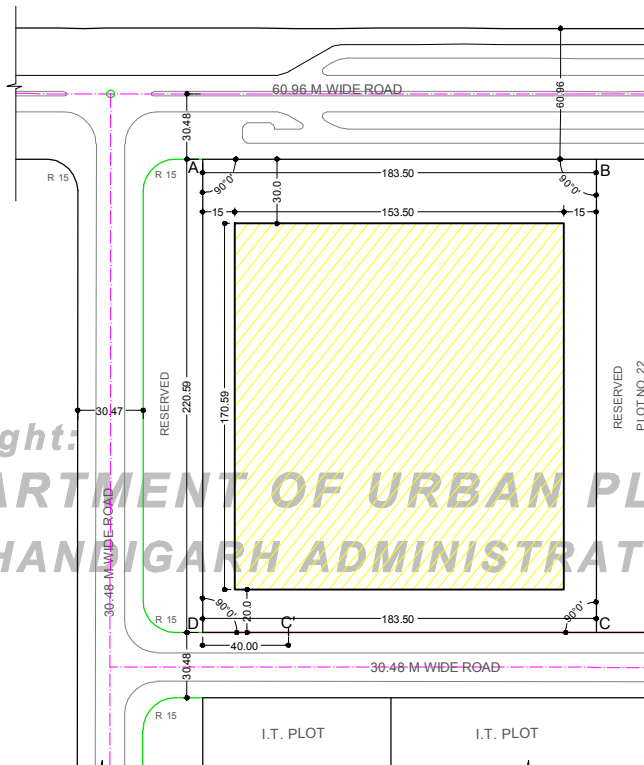 60.96 M WIDE ROAD
60.96
30.48
R 15
R 15
A
B
90°0'
90°0'
183.50
30.0
15
153.50
15
RESERVED
220.59
170.59
RESERVED
PLOT NO. 22
30.47
ght:
ARTMENT OF URBAN PL
HANDIGARH ADMINISTRAT
30.48 M WIDE ROAD
90°0'
20.0
90°0'
R 15
D
C'
183.50
C
40.00
30.48
30.48 M WIDE ROAD
R 15
I.T. PLOT
I.T. PLOT